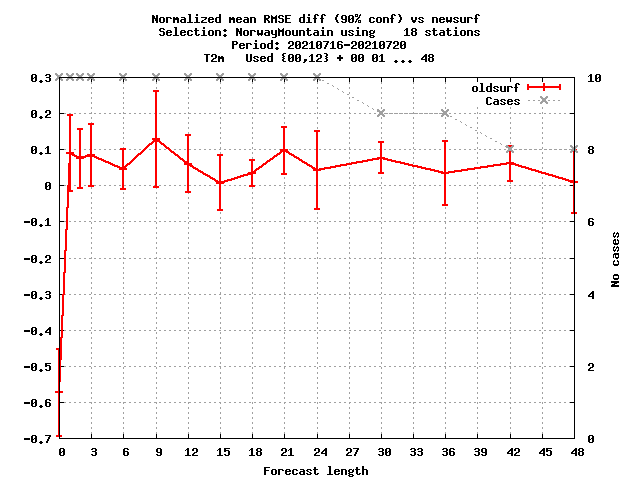 Normalized mean RMSE diff (90% conf) vs newsurf
Selection: NorwayMountain using    18 stations
Period: 20210716-20210720
T2m   Used {00,12} + 00 01 ... 48
0.3
0.2
0.1
0
-0.1
-0.2
-0.3
-0.4
-0.5
-0.6
-0.7
oldsurf
Cases
10
8
6
4
2
0
No cases
0 3 6 9 12 15 18 21 24 27 30 33 36 39 42 45 48
Forecast length